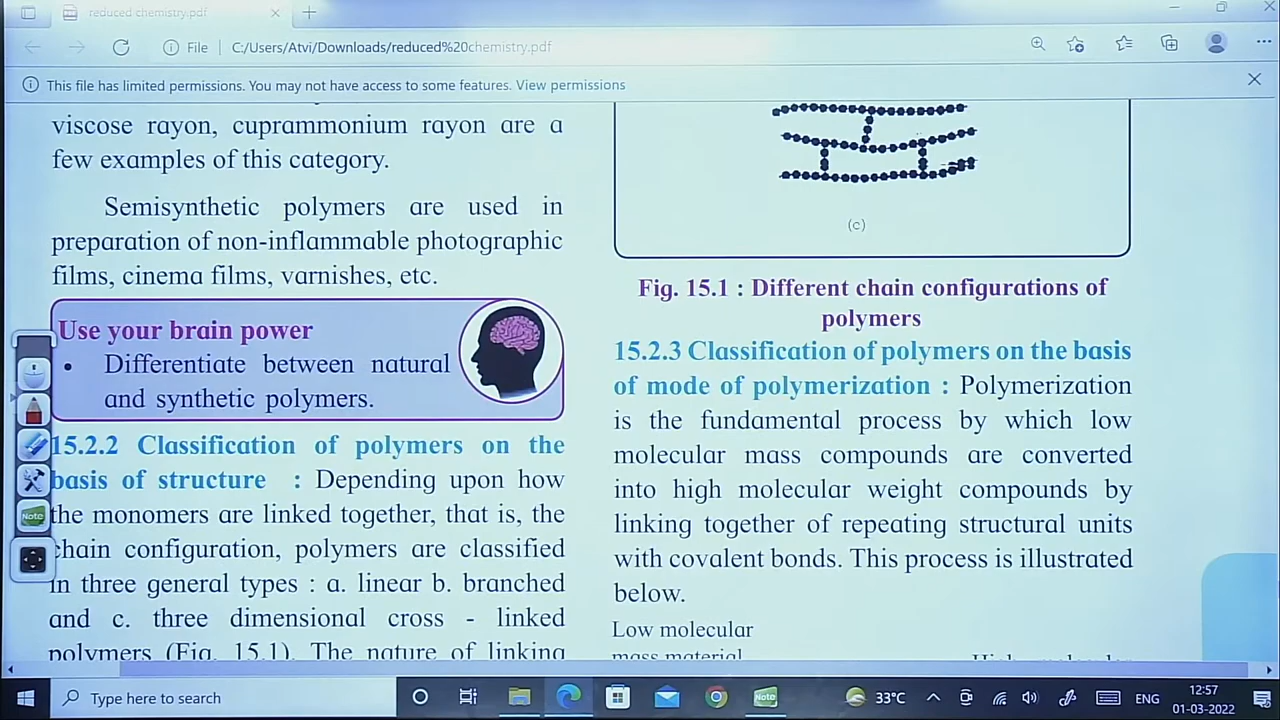 reduced chemistry.pdf
File
C:/Users/Atvi/Downloads/reduced%20chemistry.pdf
This file has limited permissions. You may not have access to some features. View permissions
viscose rayon, cuprammonium rayon are a
few examples of this category.
Semisynthetic polymers are used in
preparation of non-inflammable photographic
films, cinema films, varnishes, etc.
Use your brain power
• Differentiate between natural
and synthetic polymers.
15.2.2 Classification of polymers on the
basis of structure : Depending upon how
the monomers are linked together, that is, the
chain configuration, polymers are classified
in three general types : a. linear b. branched
and c. three dimensional cross - linked
polymers (Fig. 15.1). The nature of linking
(c)
Fig. 15.1 : Different chain configurations of
polymers
15.2.3 Classification of polymers on the basis
of mode of polymerization : Polymerization
is the fundamental process by which low
molecular mass compounds are converted
into high molecular weight compounds by
linking together of repeating structural units
with covalent bonds. This process is illustrated
below.
Low molecular
mass material
High molecular
Note
Type here to search
Note
33°C
ENG
12:57
01-03-2022